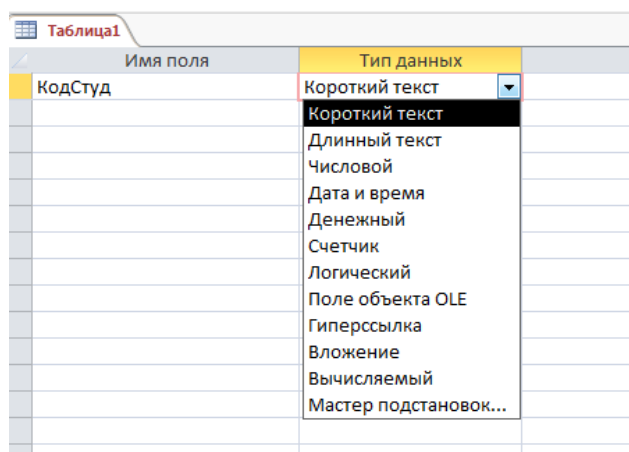 Таблица1
Имя поля Тип данных
КодСтуд Короткий текст
Короткий текст
Длинный текст
Числовой
Дата и время
Денежный
Счетчик
Логический
Поле объекта OLE
Гиперссылка
Вложение
Вычисляемый
Мастер подстановок...